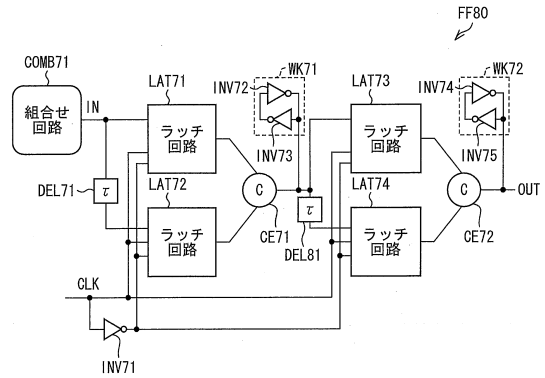 FF80
COMB71
組合せ
回路
IN
LAT71
ラッチ
回路
INV72
WK71
INV73
LAT73
ラッチ
回路
INV74
WK72
INV75
DEL71
τ
LAT72
ラッチ
回路
C
CE71
τ
DEL81
LAT74
ラッチ
回路
C
OUT
CE72
CLK
INV71